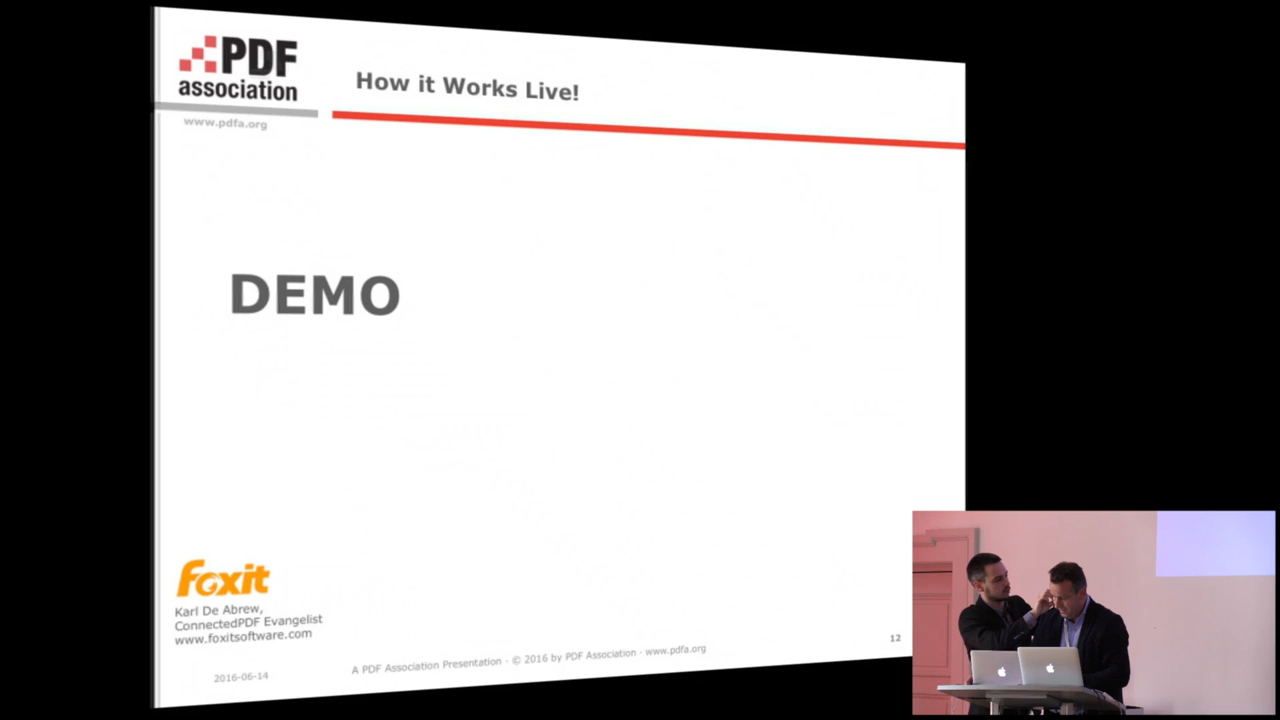 PDF
association
www.pdfa.org
How it Works Live!
DEMO
Foxit
Karl De Abrew,
ConnectedPDF Evangelist
www.foxitsoftware.com
2016-06-14
A PDF Association Presentation · © 2016 by PDF Association · www.pdfa.org
12